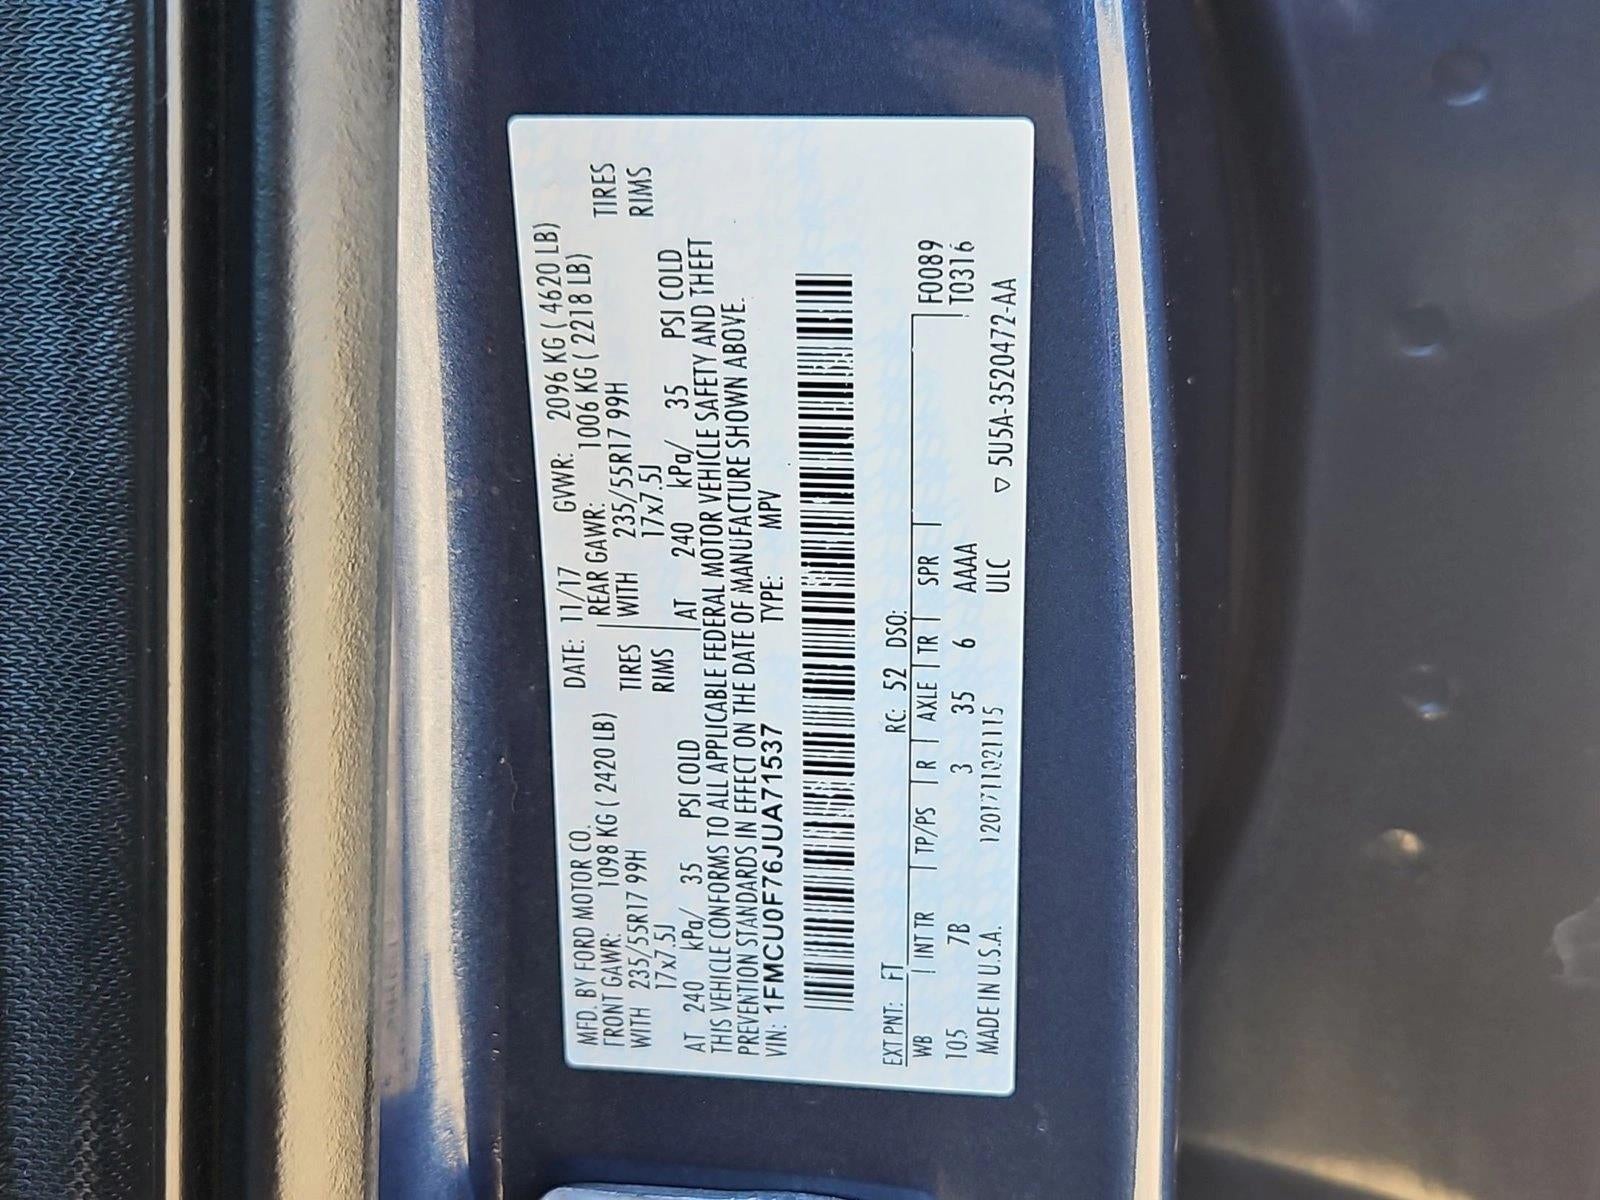 MFD. BY FORD MOTOR CO. DATE: 11/17 GVWR: 2096 KG ( 4620 LB)
FRONT GAWR: 1098 KG ( 2420 LB) REAR GAWR: 1006 KG ( 2218 LB)
WITH 235/55R17 99H TIRES WITH 235/55R17 99H TIRES
17x7.5J RIMS 17x7.5J RIMS
AT 240 kPa/ 35 PSI COLD AT 240 kPa/ 35 PSI COLD
THIS VEHICLE CONFORMS TO ALL APPLICABLE FEDERAL MOTOR VEHICLE SAFETY AND THEFT
PREVENTION STANDARDS IN EFFECT ON THE DATE OF MANUFACTURE SHOWN ABOVE.
VIN: 1FMCU0F76JUA71537 TYPE: MPV
EXT PNT: FT RC: 52 DSO:
WB INT TR TP/PS R AXLE TR SPR F0089
105 7B 3 35 6 AAAA T0316
MADE IN U.S.A. 120171102111 5 ULC ▽ 5U5A-3520472-AA